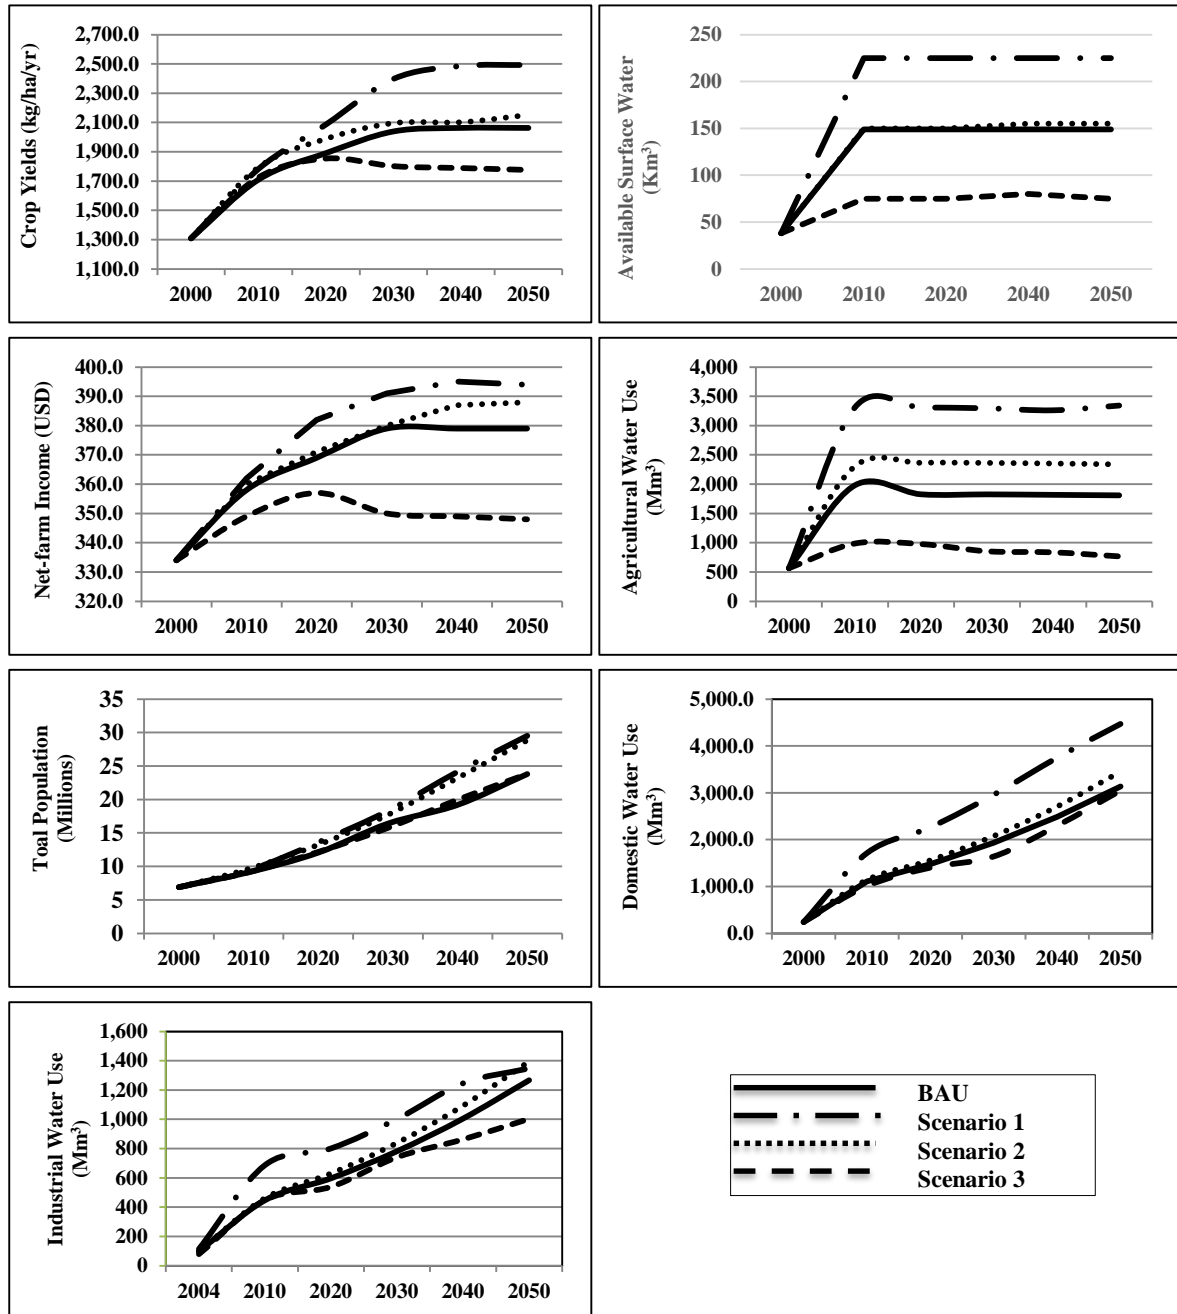 Crop Yields (kg/ha/yr)
2,700.0
2,500.0
2,300.0
2,100.0
1,900.0
1,700.0
1,500.0
1,300.0
1,100.0
2000 2010 2020 2030 2040 2050
Available Surface Water
(Km³)
250
200
150
100
50
0
2000 2010 2020 2040 2050
Net-farm Income (USD)
400.0
390.0
380.0
370.0
360.0
350.0
340.0
330.0
320.0
2000 2010 2020 2030 2040 2050
Agricultural Water Use
(Mm³)
4,000
3,500
3,000
2,500
2,000
1,500
1,000
500
0
2000 2010 2020 2030 2040 2050
Toal Population
(Millions)
35
30
25
20
15
10
5
0
2000 2010 2020 2030 2040 2050
Domestic Water Use
(Mm³)
5,000.0
4,000.0
3,000.0
2,000.0
1,000.0
0.0
2000 2010 2020 2030 2040 2050
Industrial Water Use
(Mm³)
1,600
1,400
1,200
1,000
800
600
400
200
0
2004 2010 2020 2030 2040 2050
BAU
Scenario 1
Scenario 2
Scenario 3